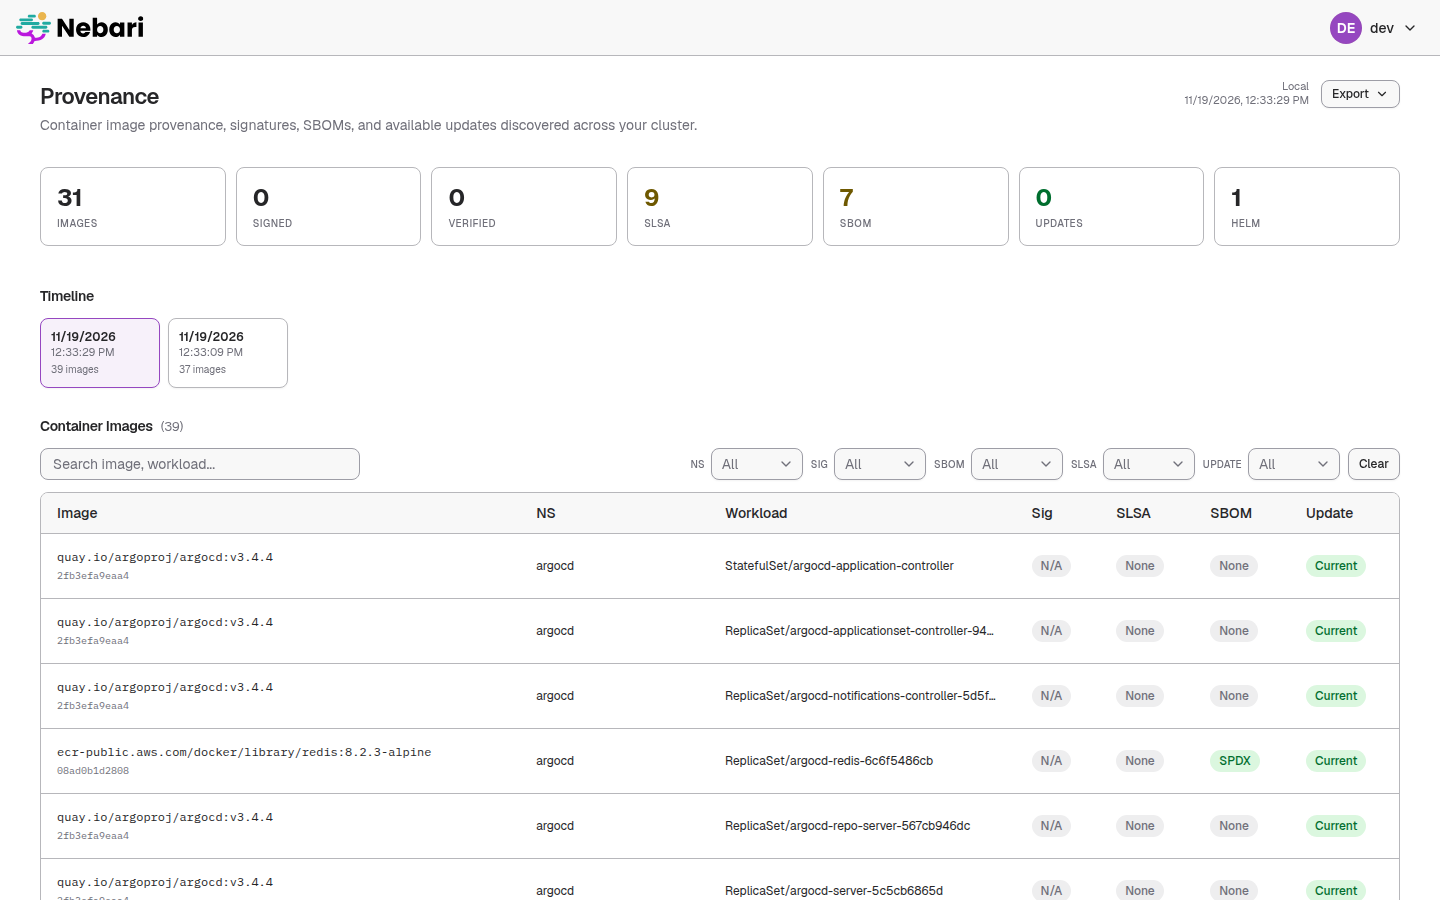 Nebari
DE dev
Provenance
Container image provenance, signatures, SBOMs, and available updates discovered across your cluster.
Local
11/19/2026, 12:33:29 PM
Export
31
IMAGES
0
SIGNED
0
VERIFIED
9
SLSA
7
SBOM
0
UPDATES
1
HELM
Timeline
11/19/2026
12:33:29 PM
39 images
11/19/2026
12:33:09 PM
37 images
Container Images (39)
Search image, workload...
NS All SIG All SBOM All SLSA All UPDATE All Clear
Image NS Workload Sig SLSA SBOM Update
quay.io/argoproj/argocd:v3.4.4
2fb3efa9eaa4
argocd StatefulSet/argocd-application-controller N/A None None Current
quay.io/argoproj/argocd:v3.4.4
2fb3efa9eaa4
argocd ReplicaSet/argocd-applicationset-controller-94... N/A None None Current
quay.io/argoproj/argocd:v3.4.4
2fb3efa9eaa4
argocd ReplicaSet/argocd-notifications-controller-5d5f... N/A None None Current
ecr-public.aws.com/docker/library/redis:8.2.3-alpine
08ad0b1d2808
argocd ReplicaSet/argocd-redis-6c6f5486cb N/A None SPDX Current
quay.io/argoproj/argocd:v3.4.4
2fb3efa9eaa4
argocd ReplicaSet/argocd-repo-server-567cb946dc N/A None None Current
quay.io/argoproj/argocd:v3.4.4
2fb3efa9eaa4
argocd ReplicaSet/argocd-server-5c5cb6865d N/A None None Current